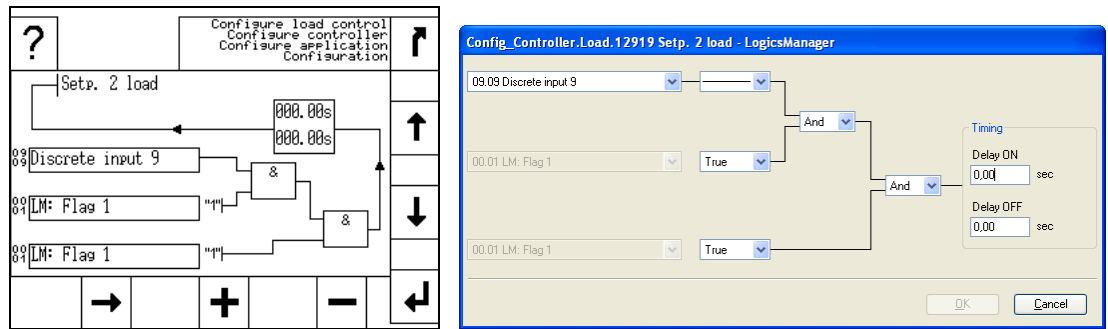 ?
Configure load control
Configure controller
Configure application
Configuration
Setp. 2 load
000.00s
000.00s
09
09 Discrete input 9
&
00
01 LM: Flag 1 "1"
&
00
01 LM: Flag 1 "1"
+
−
Config_Controller.Load.12919 Setp. 2 load - LogicsManager
09.09 Discrete input 9
And
Timing
Delay ON
00.01 LM: Flag 1 True
0,00 sec
And
Delay OFF
0,00 sec
00.01 LM: Flag 1 True
OK Cancel